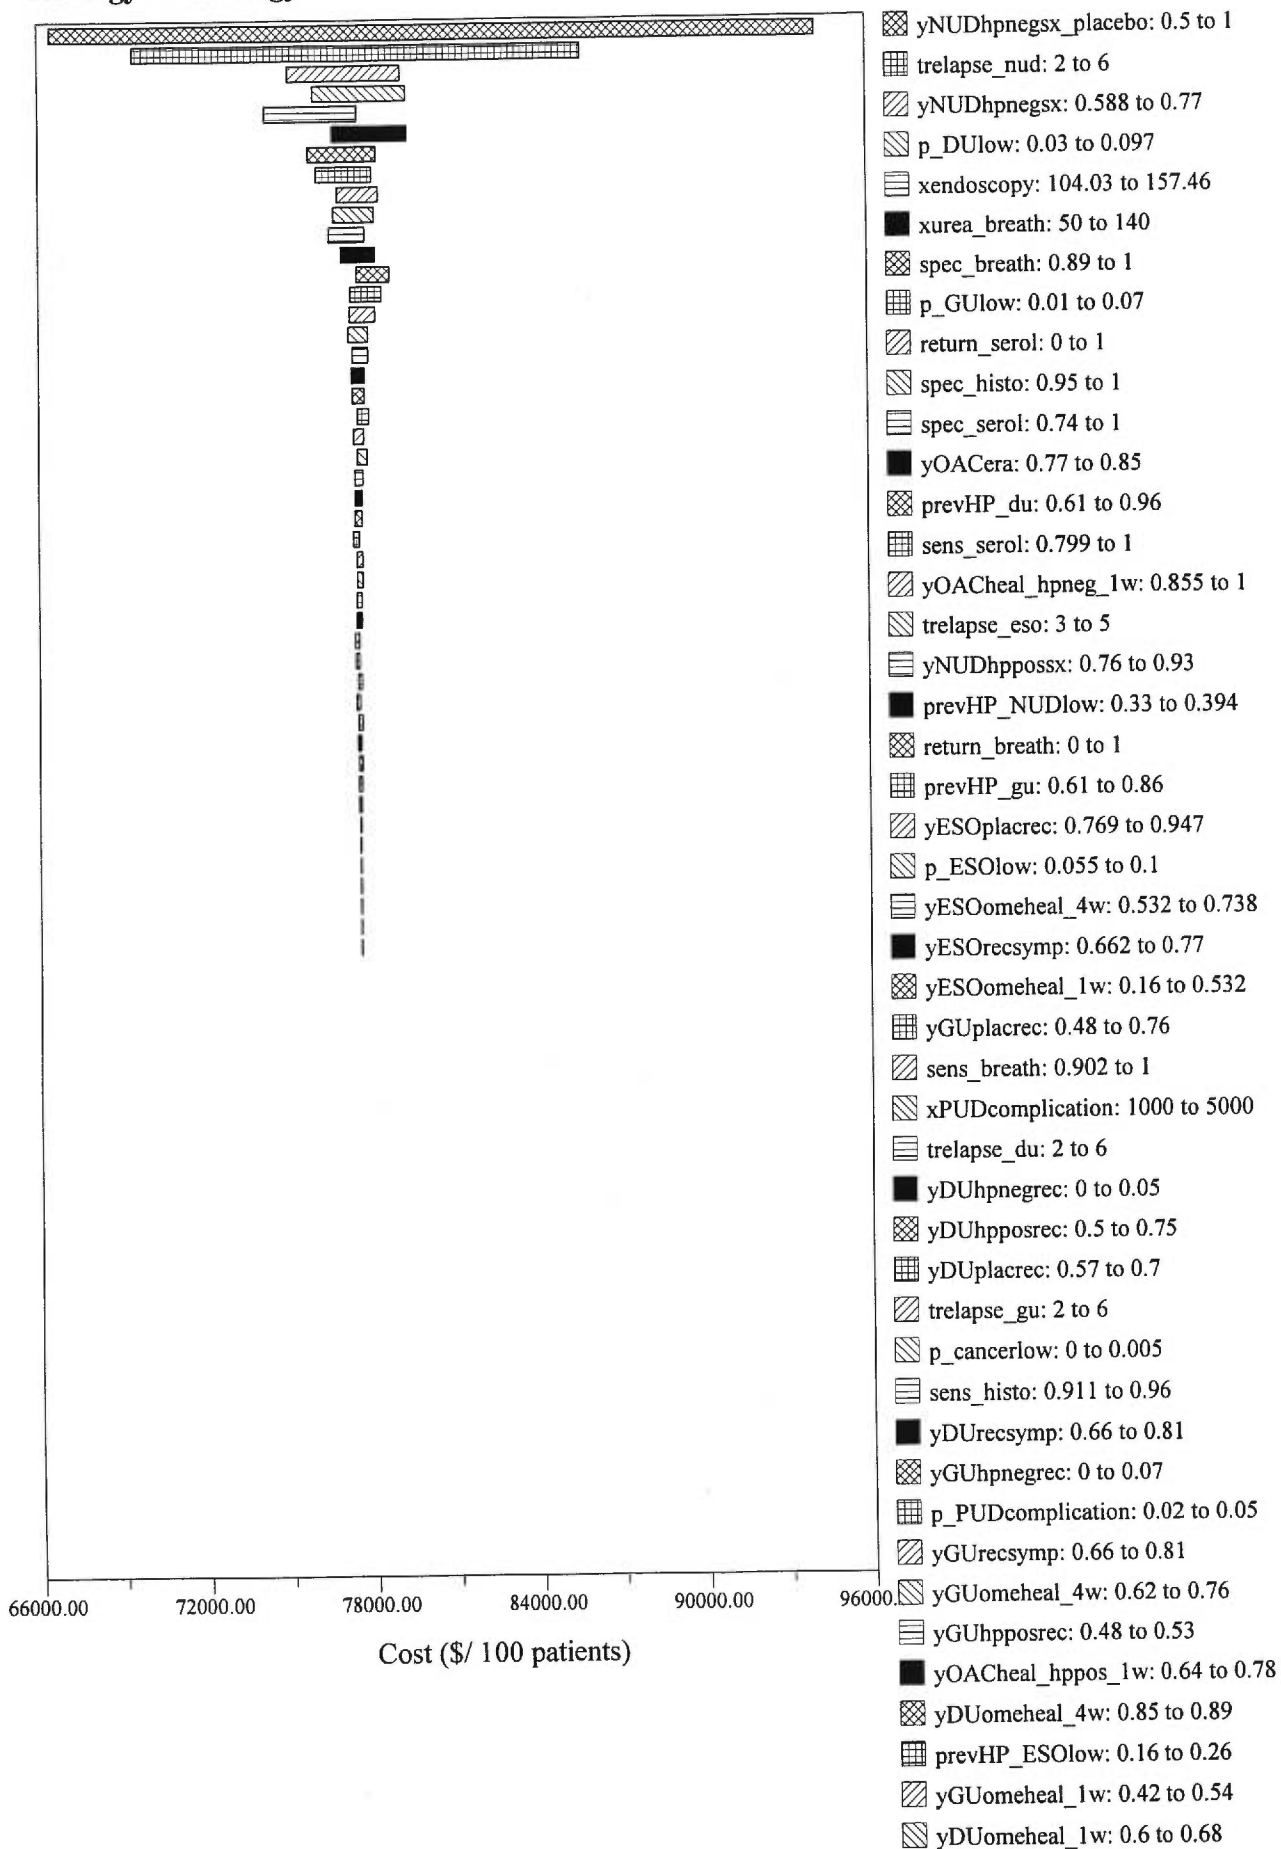 yNUDhpnegsx_placebo: 0.5 to 1
trelapse_nud: 2 to 6
yNUDhpnegsx: 0.588 to 0.77
p_DUlow: 0.03 to 0.097
xendoscopy: 104.03 to 157.46
xurea_breath: 50 to 140
spec_breath: 0.89 to 1
p_GUlow: 0.01 to 0.07
return_serol: 0 to 1
spec_histo: 0.95 to 1
spec_serol: 0.74 to 1
yOACera: 0.77 to 0.85
prevHP_du: 0.61 to 0.96
sens_serol: 0.799 to 1
yOACheal_hpneg_1w: 0.855 to 1
trelapse_eso: 3 to 5
yNUDhppossx: 0.76 to 0.93
prevHP_NUDlow: 0.33 to 0.394
return_breath: 0 to 1
prevHP_gu: 0.61 to 0.86
yESOplacrec: 0.769 to 0.947
p_ESOlow: 0.055 to 0.1
yESOomeheal_4w: 0.532 to 0.738
yESOrecsymp: 0.662 to 0.77
yESOomeheal_1w: 0.16 to 0.532
yGUplacrec: 0.48 to 0.76
sens_breath: 0.902 to 1
xPUDcomplication: 1000 to 5000
trelapse_du: 2 to 6
yDUhpnegrec: 0 to 0.05
yDUhpposrec: 0.5 to 0.75
yDUplacrec: 0.57 to 0.7
trelapse_gu: 2 to 6
p_cancerlow: 0 to 0.005
sens_histo: 0.911 to 0.96
yDUrecsymp: 0.66 to 0.81
yGUhpnegrec: 0 to 0.07
p_PUDcomplication: 0.02 to 0.05
yGUrecsymp: 0.66 to 0.81
yGUomeheal_4w: 0.62 to 0.76
yGUhpposrec: 0.48 to 0.53
yOACheal_hppos_1w: 0.64 to 0.78
yDUomeheal_4w: 0.85 to 0.89
prevHP_ESOlow: 0.16 to 0.26
yGUomeheal_1w: 0.42 to 0.54
yDUomeheal_1w: 0.6 to 0.68
66000.00 72000.00 78000.00 84000.00 90000.00 96000.
Cost ($/ 100 patients)